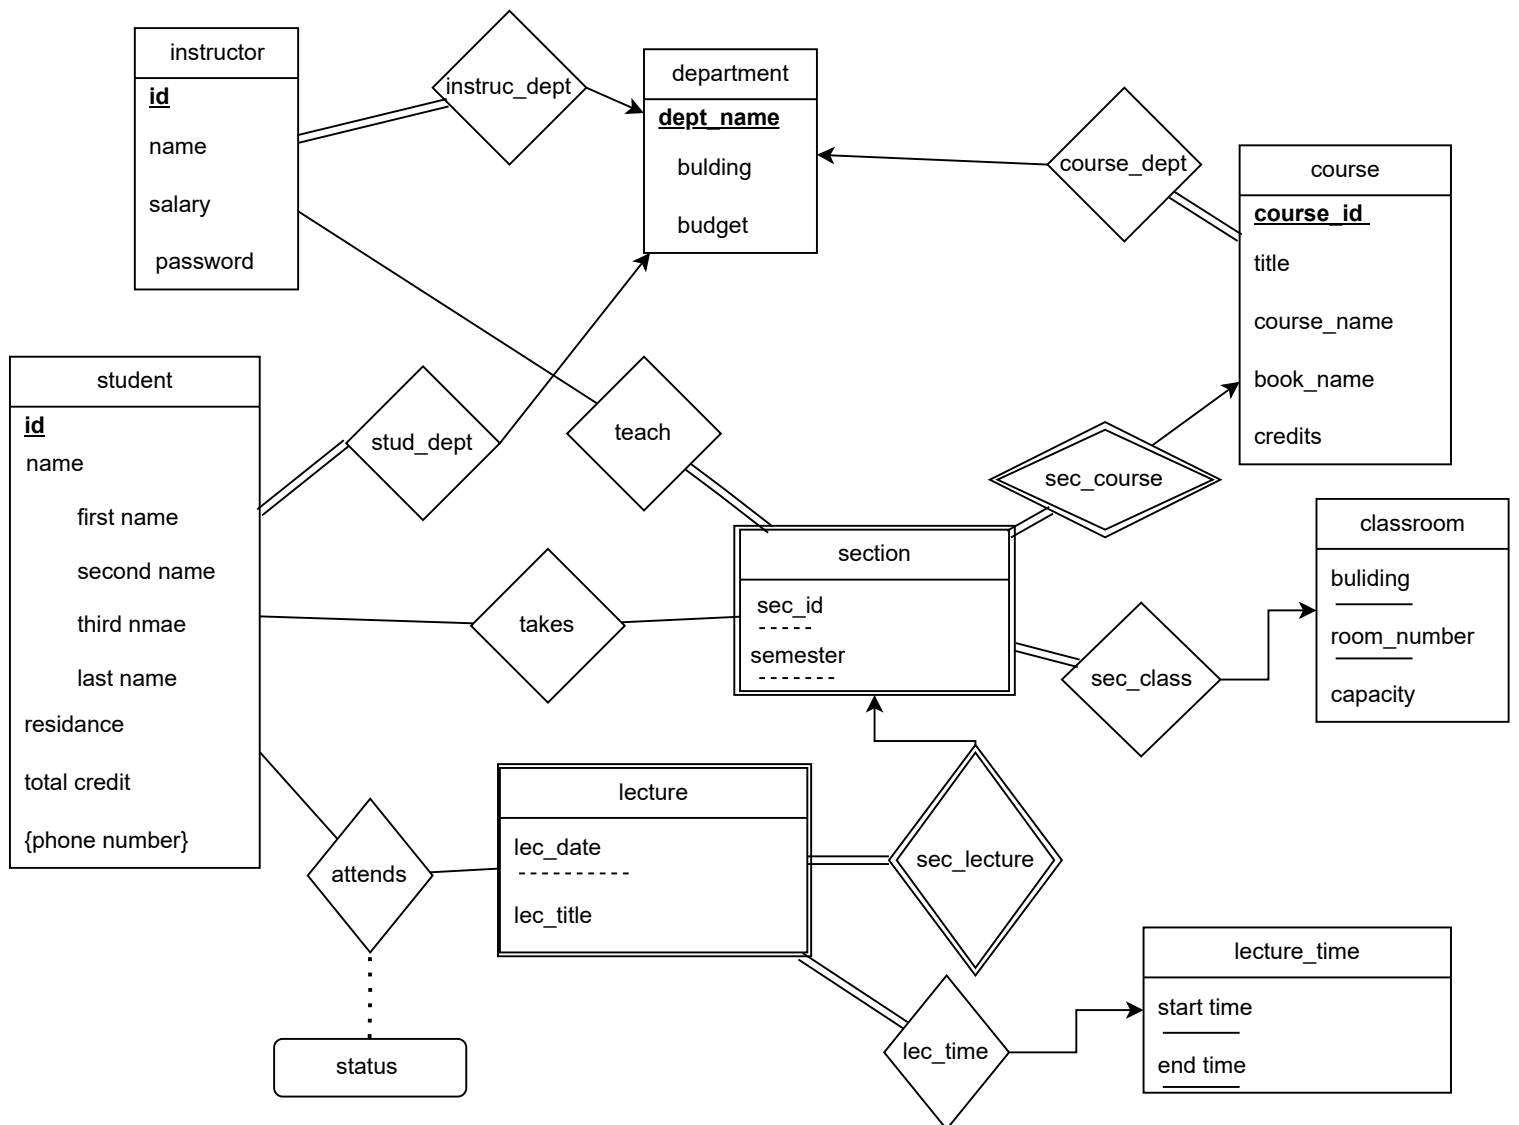 instructor
id
name
salary
password
instruc_dept
department
dept_name
bulding
budget
course_dept
course
course_id
title
course_name
book_name
credits
student
id
name
first name
second name
third nmae
last name
residance
total credit
{phone number}
stud_dept
teach
sec_course
takes
section
sec_id
semester
sec_class
classroom
buliding
room_number
capacity
attends
status
lecture
lec_date
lec_title
sec_lecture
lec_time
lecture_time
start time
end time